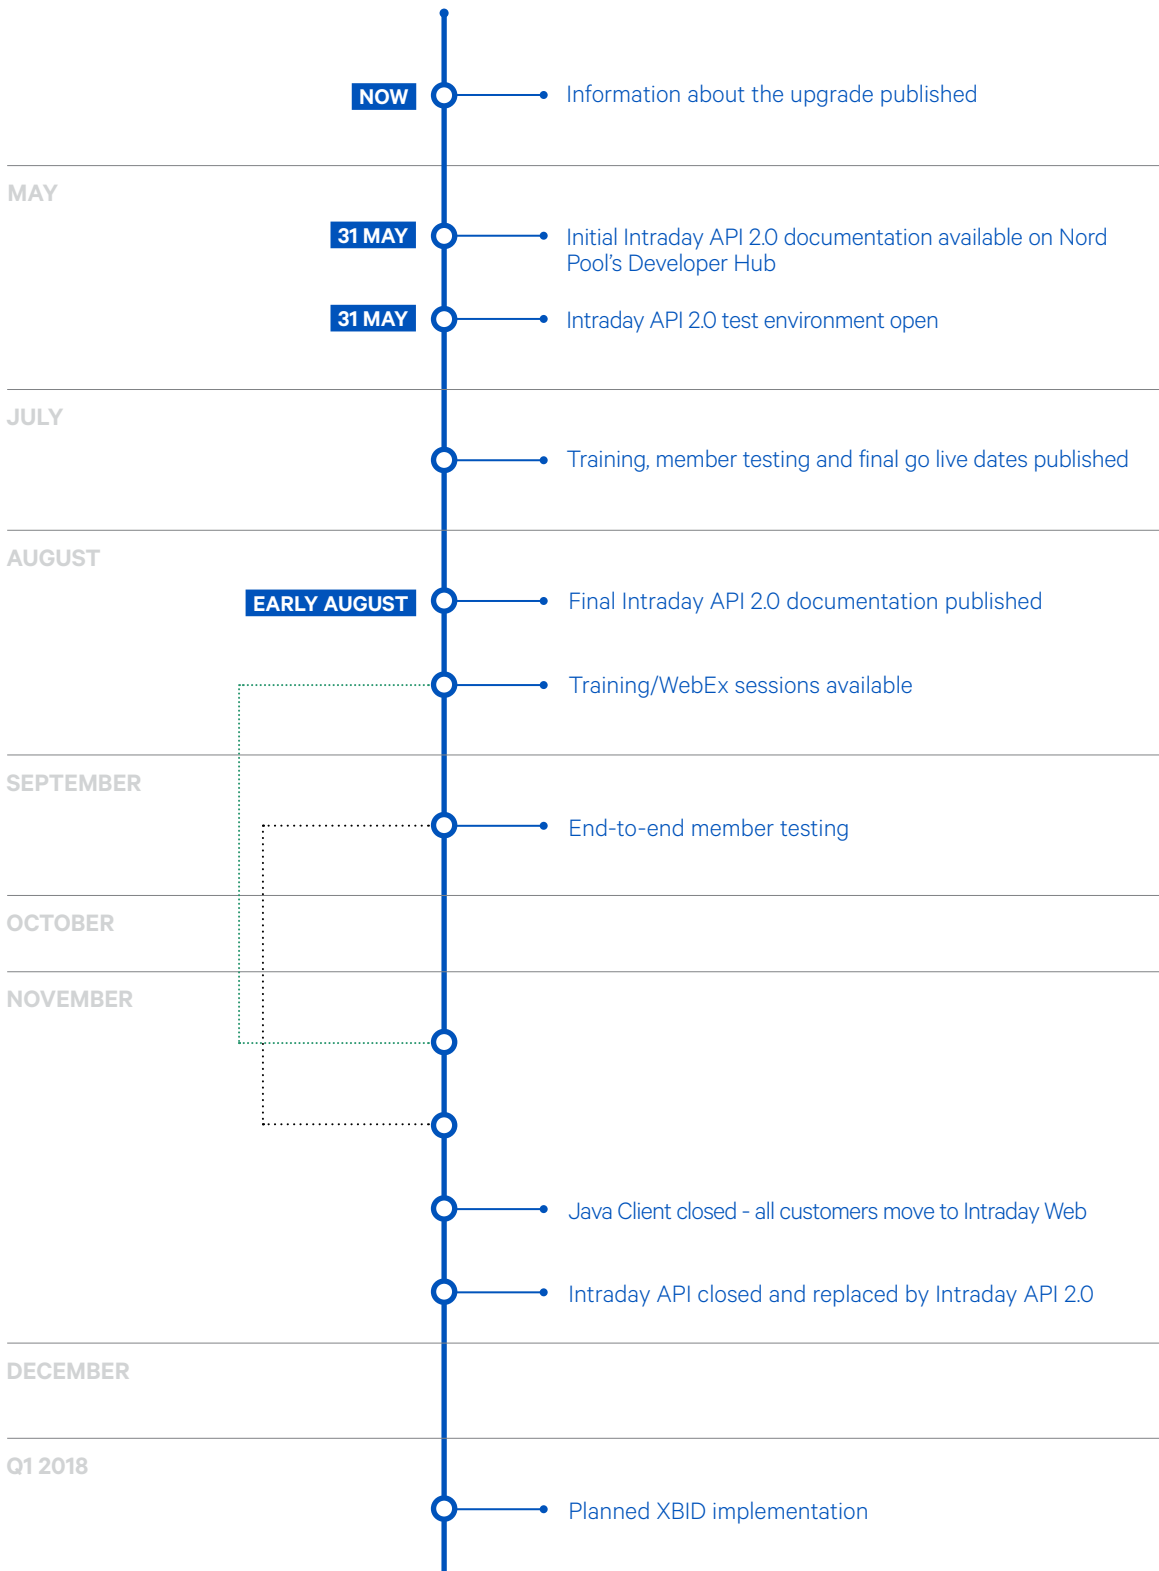 NOW
Information about the upgrade published
MAY
31 MAY
Initial Intraday API 2.0 documentation available on Nord
Pool’s Developer Hub
31 MAY
Intraday API 2.0 test environment open
JULY
Training, member testing and final go live dates published
AUGUST
EARLY AUGUST
Final Intraday API 2.0 documentation published
Training/WebEx sessions available
SEPTEMBER
End-to-end member testing
OCTOBER
NOVEMBER
Java Client closed - all customers move to Intraday Web
Intraday API closed and replaced by Intraday API 2.0
DECEMBER
Q1 2018
Planned XBID implementation